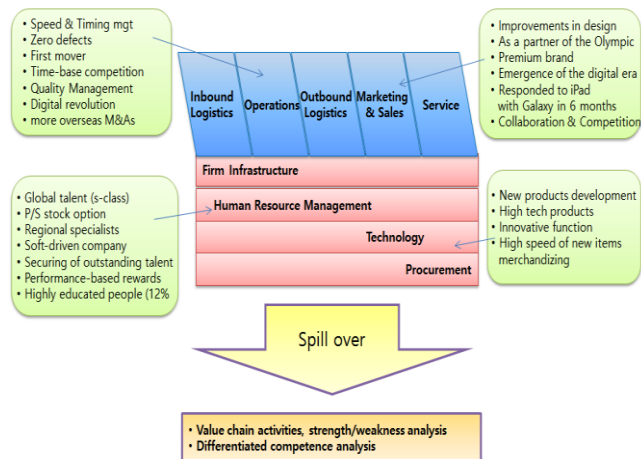 • Speed & Timing mgt
• Zero defects
• First mover
• Time-base competition
• Quality Management
• Digital revolution
• more overseas M&As
• Improvements in design
• As a partner of the Olympic
• Premium brand
• Emergence of the digital era
• Responded to iPad
with Galaxy in 6 months
• Collaboration & Competition
Inbound
Logistics
Operations
Outbound
Logistics
Marketing
& Sales
Service
Firm Infrastructure
Human Resource Management
Technology
Procurement
• Global talent (s-class)
• P/S stock option
• Regional specialists
• Soft-driven company
• Securing of outstanding talent
• Performance-based rewards
• Highly educated people (12%
• New products development
• High tech products
• Innovative function
• High speed of new items
merchandizing
Spill over
• Value chain activities, strength/weakness analysis
• Differentiated competence analysis